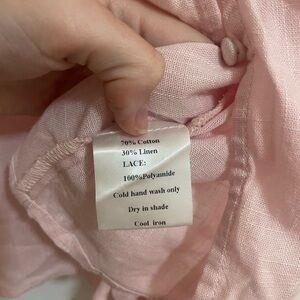 70% Cotton
30% Linen
LACE:
100%Polyamide
Cold hand wash only
Dry in shade
Cool iron